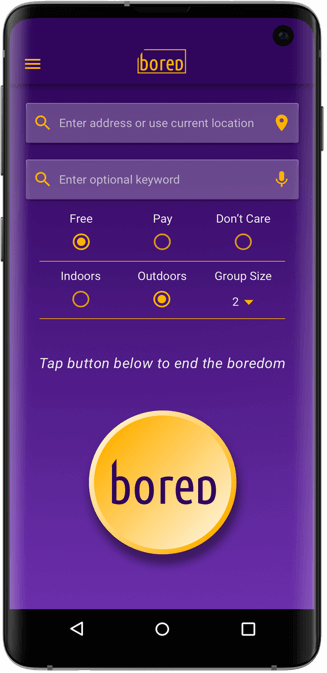 bored
Enter address or use current location
Enter optional keyword
Free Pay Don't Care
Indoors Outdoors Group Size
2
Tap button below to end the boredom
bored